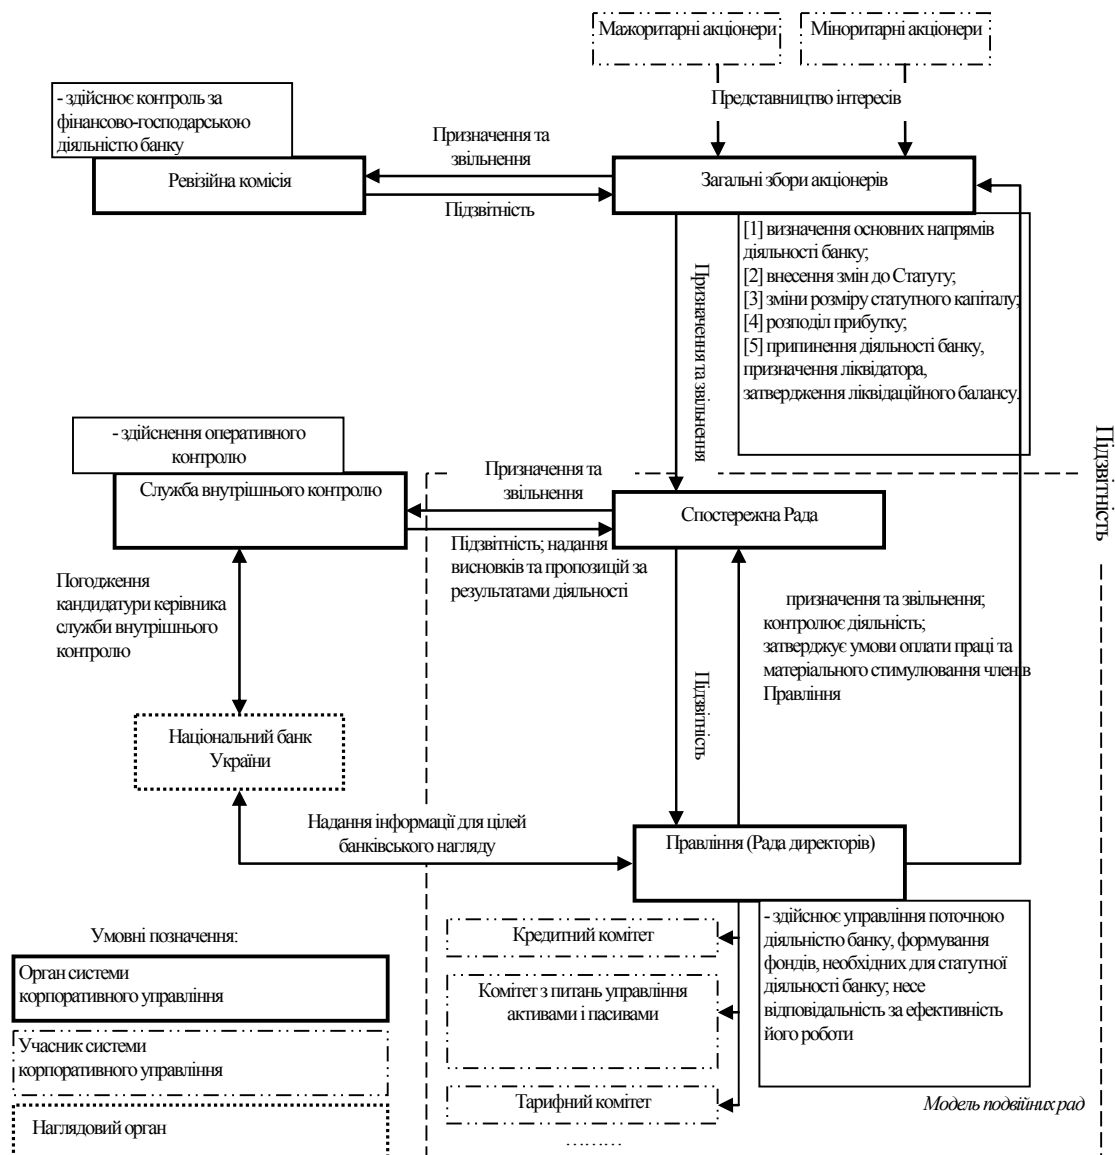 Мажоритарні акціонери
Міноритарні акціонери
Представництво інтересів
- здійснює контроль за
фінансово-господарською
діяльністю банку
Ревізійна комісія
Призначення та
звільнення
Підзвітність
Загальні збори акціонерів
[1] визначення основних напрямів
діяльності банку;
[2] внесення змін до Статуту;
[3] зміни розміру статутного капіталу;
[4] розподіл прибутку;
[5] припинення діяльності банку,
призначення ліквідатора,
затвердження ліквідаційного балансу.
Призначення та звільнення
Підзвітність
- здійснення оперативного
контролю
Служба внутрішнього контролю
Призначення та
звільнення
Спостережна Рада
Підзвітність; надання
висновків та пропозицій за
результатами діяльності
Погодження
кандидатури керівника
служби внутрішнього
контролю
призначення та звільнення;
контролює діяльність;
затверджує умови оплати праці та
матеріального стимулювання членів
Правління
Підзвітність
Національний банк
України
Надання інформації для цілей
банківського нагляду
Правління (Рада директорів)
- здійснює управління поточною
діяльністю банку, формування
фондів, необхідних для статутної
діяльності банку; несе
відповідальність за ефективність
його роботи
Кредитний комітет
Комітет з питань управління
активами і пасивами
Тарифний комітет
………
Модель подвійних рад
Умовні позначення:
Орган системи
корпоративного управління
Учасник системи
корпоративного управління
Наглядовий орган